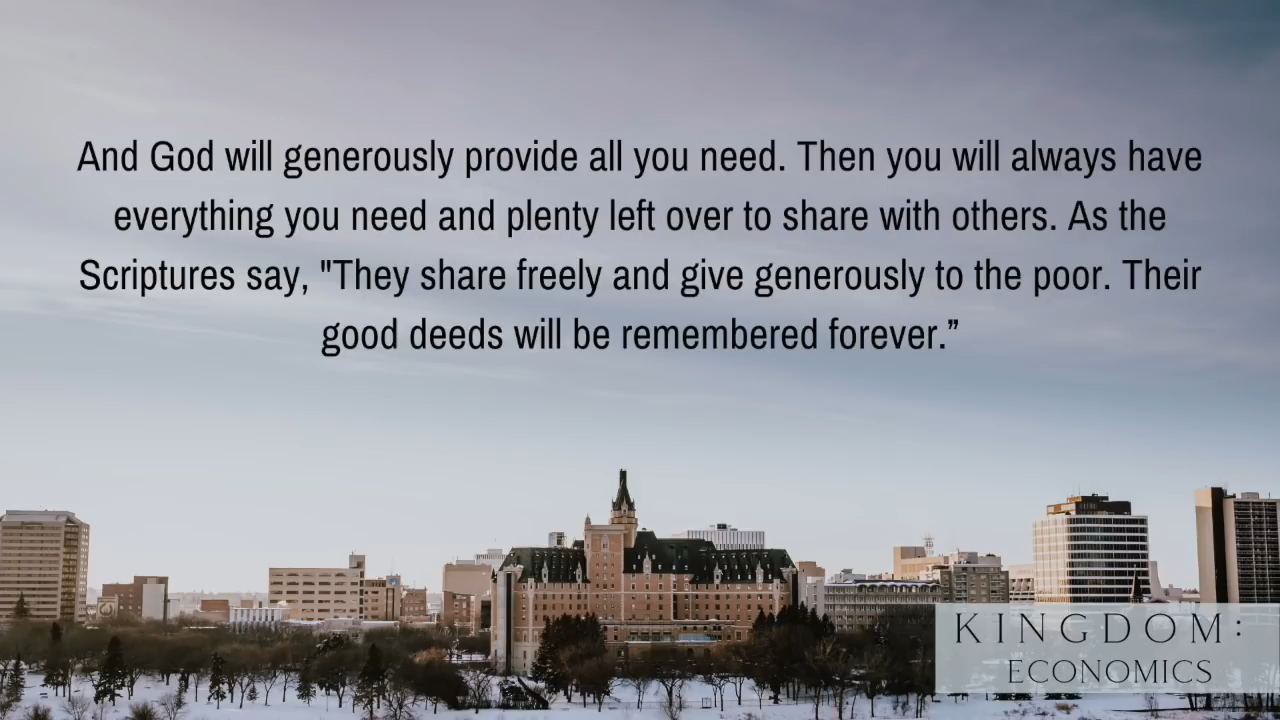 And God will generously provide all you need. Then you will always have
everything you need and plenty left over to share with others. As the
Scriptures say, "They share freely and give generously to the poor. Their
good deeds will be remembered forever.”
KINGDOM:
ECONOMICS